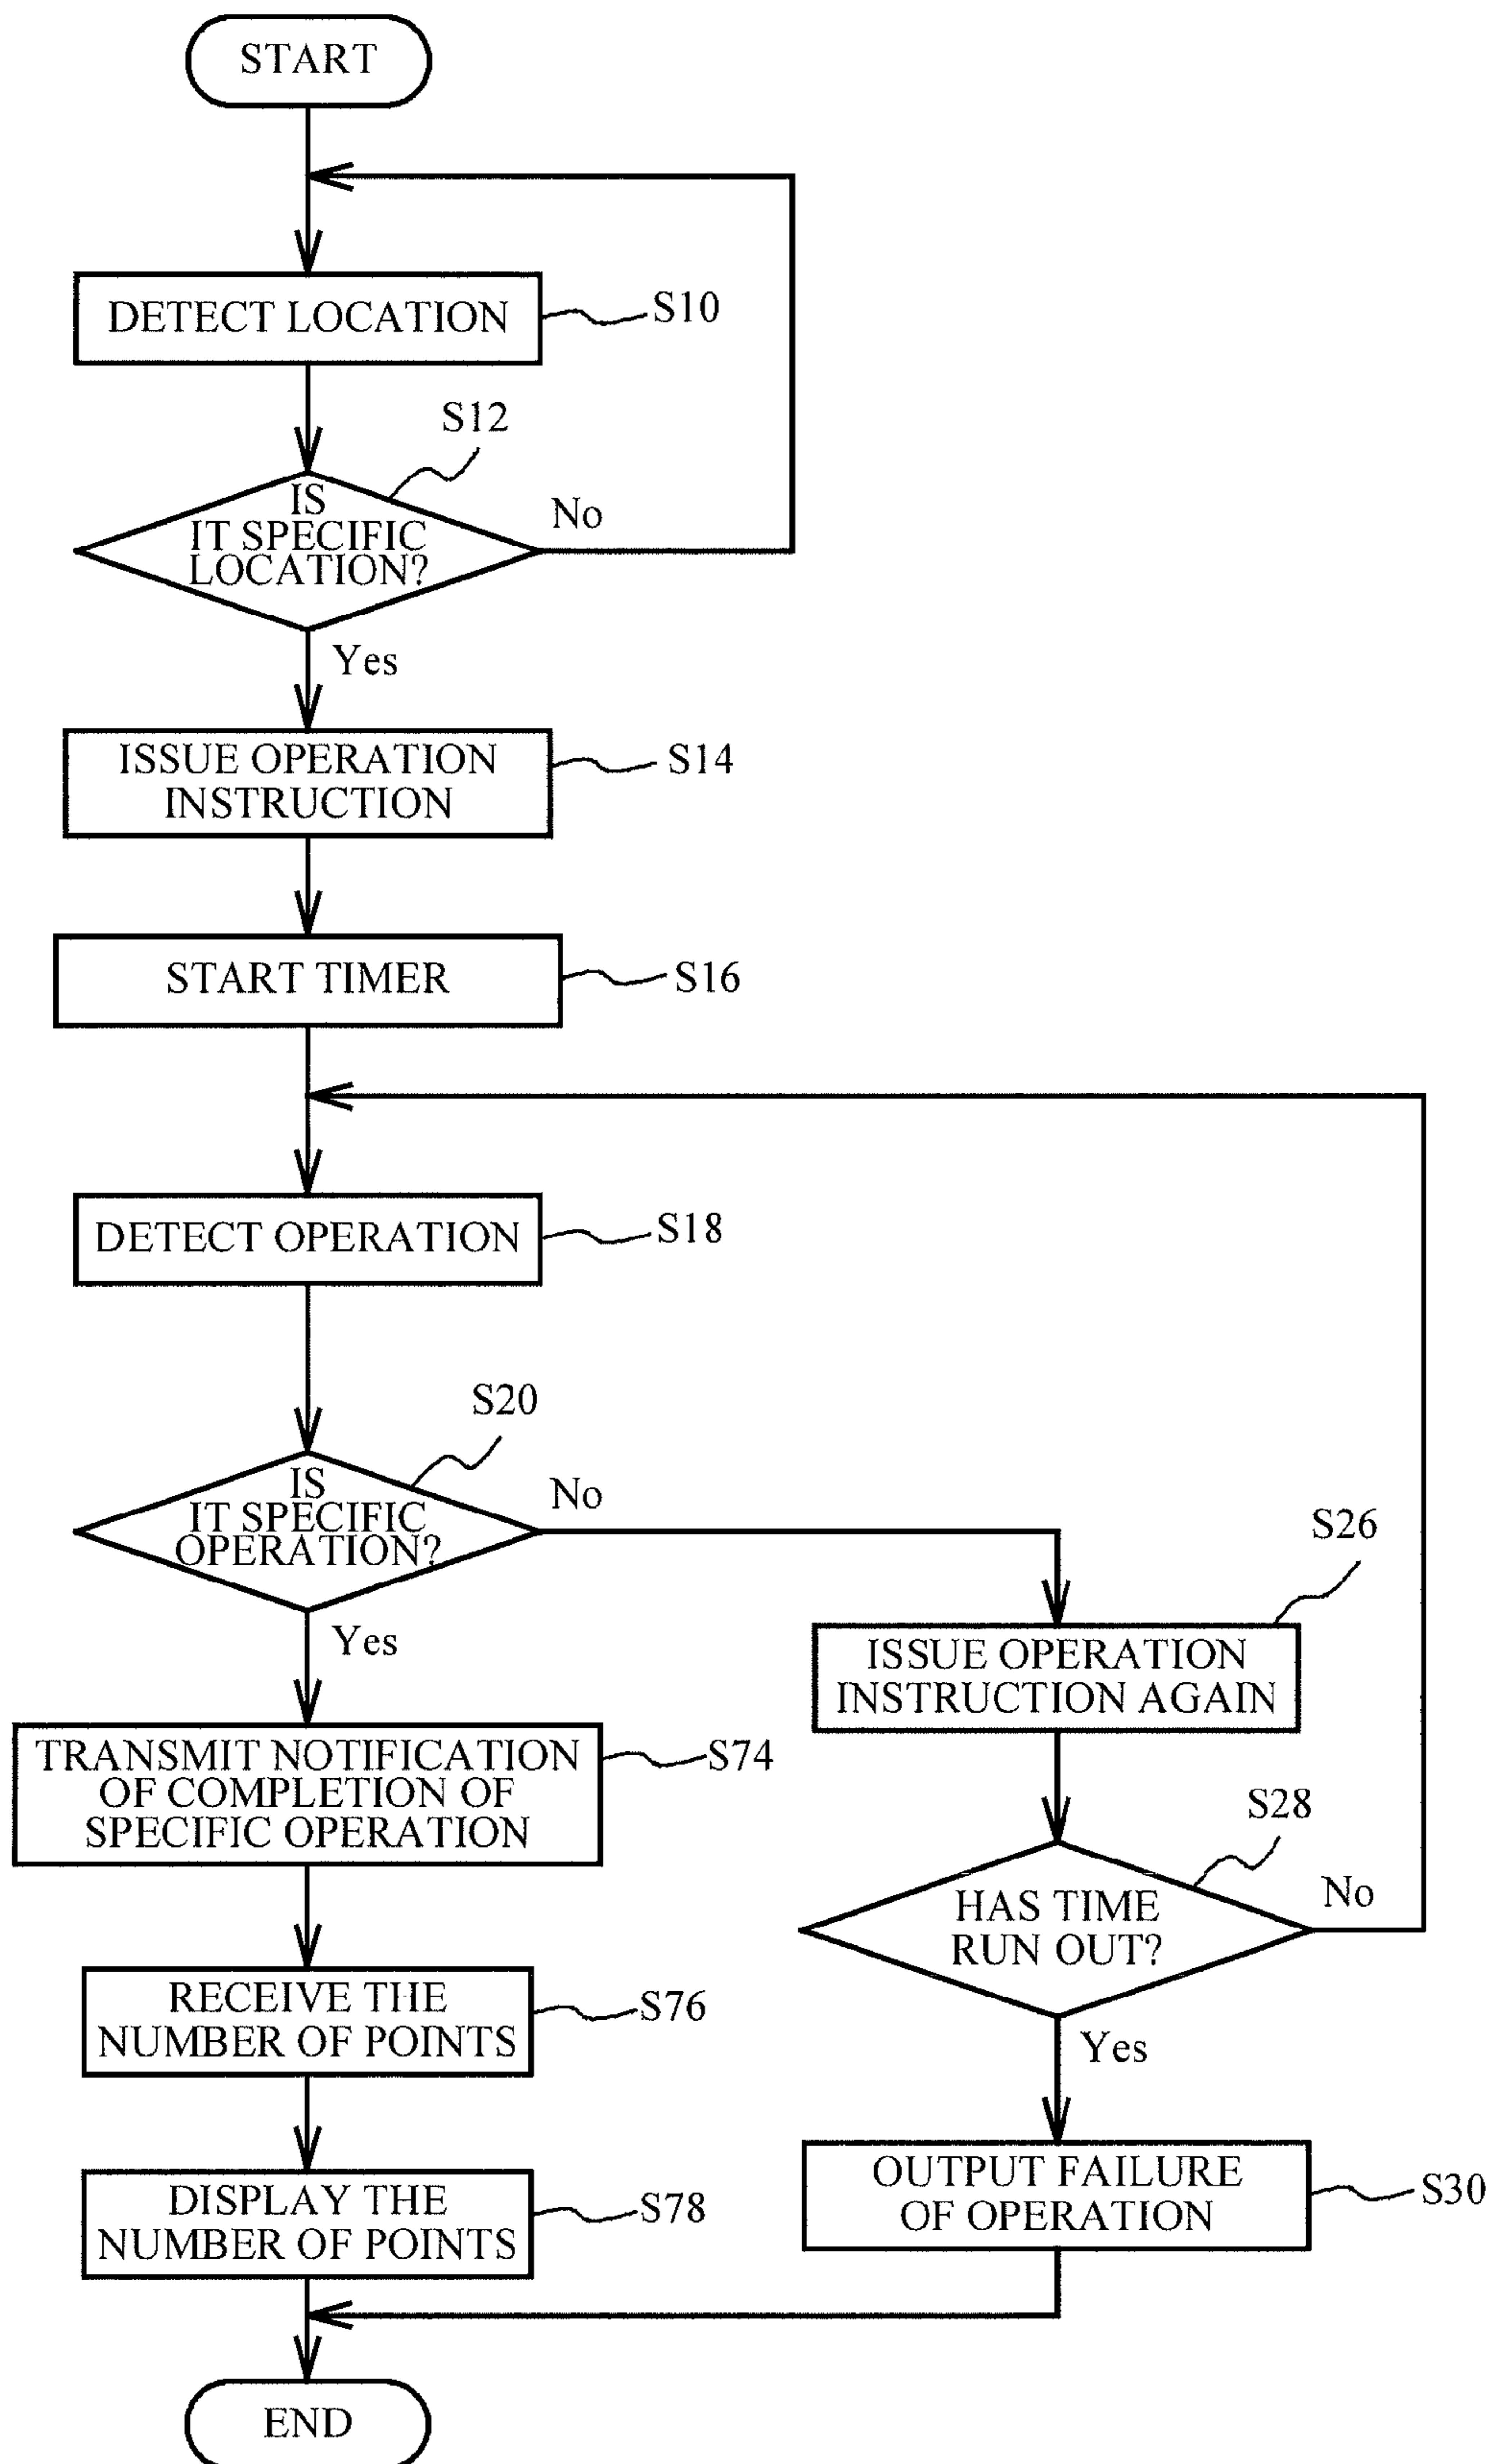 START
DETECT LOCATION
S10
S12
IS
IT SPECIFIC
LOCATION?
No
Yes
ISSUE OPERATION
INSTRUCTION
S14
START TIMER
S16
DETECT OPERATION
S18
S20
IS
IT SPECIFIC
OPERATION?
No
Yes
S26
ISSUE OPERATION
INSTRUCTION AGAIN
TRANSMIT NOTIFICATION
OF COMPLETION OF
SPECIFIC OPERATION
S74
S28
HAS TIME
RUN OUT?
No
Yes
RECEIVE THE
NUMBER OF POINTS
S76
DISPLAY THE
NUMBER OF POINTS
S78
OUTPUT FAILURE
OF OPERATION
S30
END